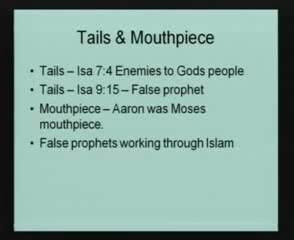 Tails & Mouthpiece
• Tails – Isa 7:4 Enemies to Gods people
• Tails – Isa 9:15 – False prophet
• Mouthpiece – Aaron was Moses
mouthpiece.
• False prophets working through Islam